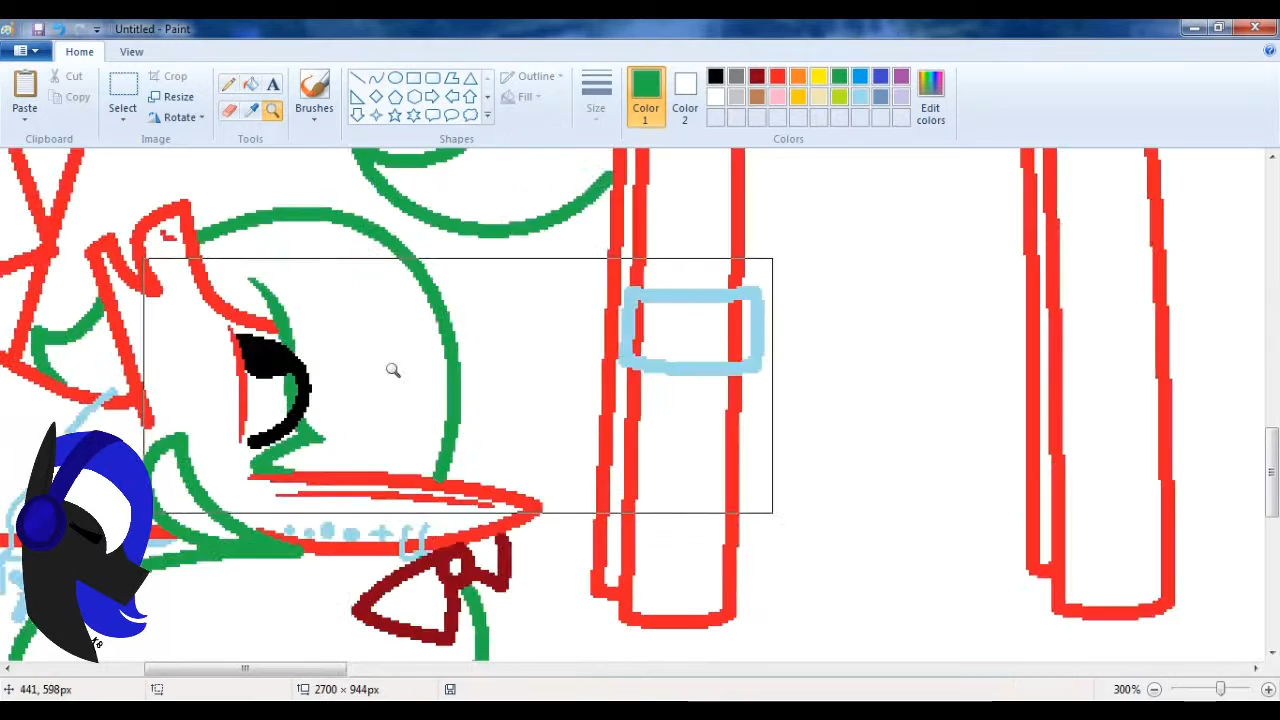 Untitled - Paint
Home View
Paste
Cut
Copy
Clipboard
Select
Crop
Resize
Rotate
Image
A
Tools
Brushes
Shapes
Outline
Fill
Size
Color 1
Color 2
Edit colors
Colors
441, 598px
2700 × 944px
300%